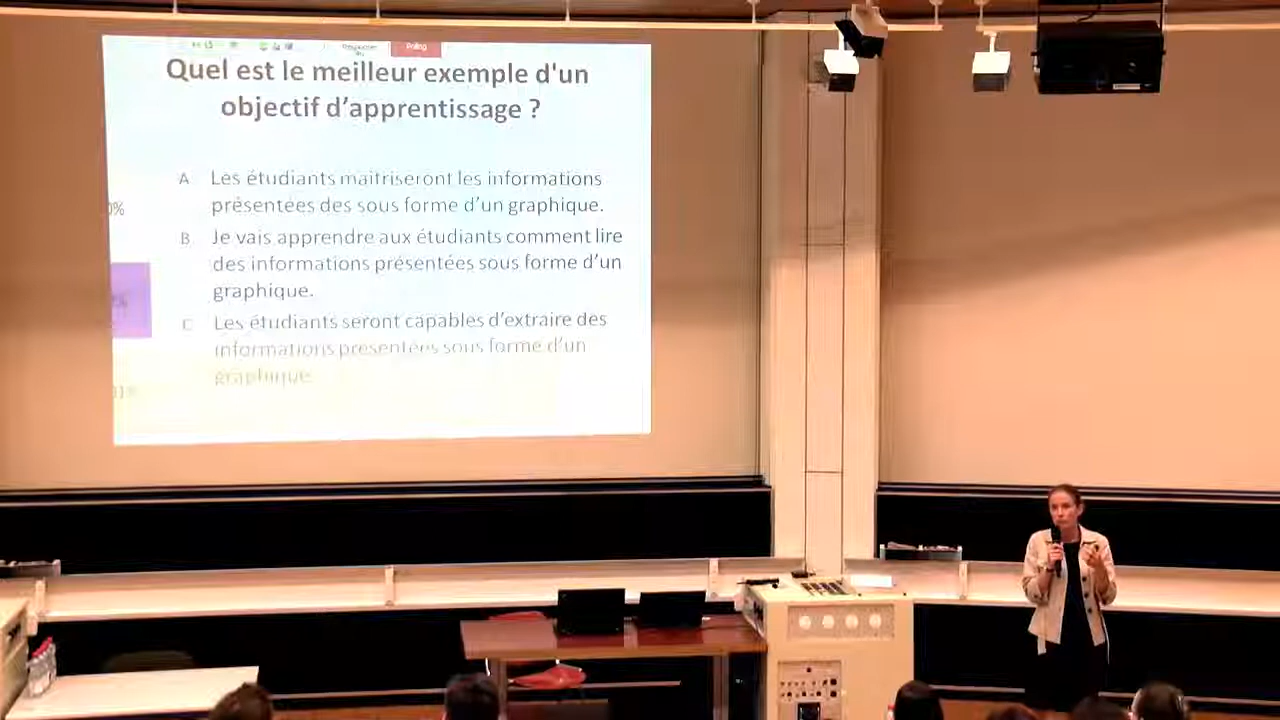 Polling
Quel est le meilleur exemple d'un
objectif d’apprentissage ?
A. Les étudiants maitriseront les informations
présentées des sous forme d’un graphique.
B. Je vais apprendre aux étudiants comment lire
des informations présentées sous forme d’un
graphique.
C. Les étudiants seront capables d’extraire des
informations présentées sous forme d’un
graphique.